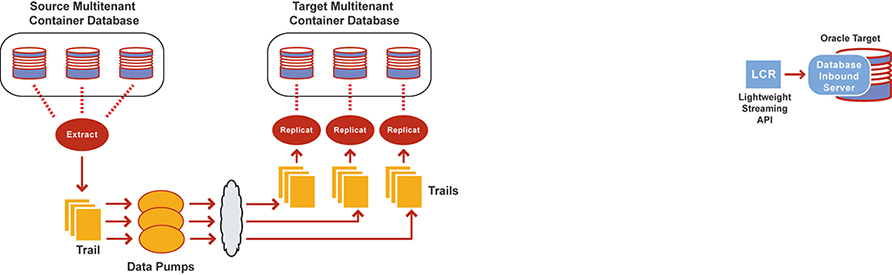 Source Multitenant
Container Database
Target Multitenant
Container Database
Extract
Replicat
Replicat
Replicat
Trails
Trail
Data Pumps
Oracle Target
LCR
Database
Inbound
Server
Lightweight
Streaming
API